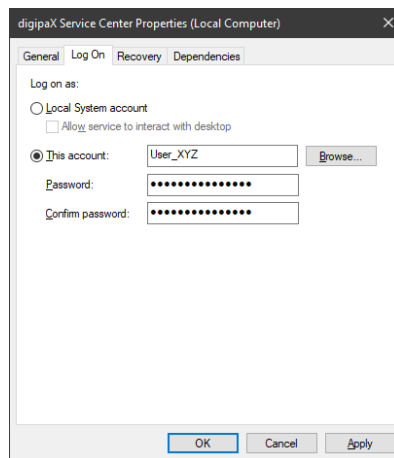 digipaX Service Center Properties (Local Computer)
General Log On Recovery Dependencies
Log on as:
Local System account
Allow service to interact with desktop
This account: User_XYZ Browse...
Password: •••••••••••••••
Confirm password: •••••••••••••••
OK Cancel Apply